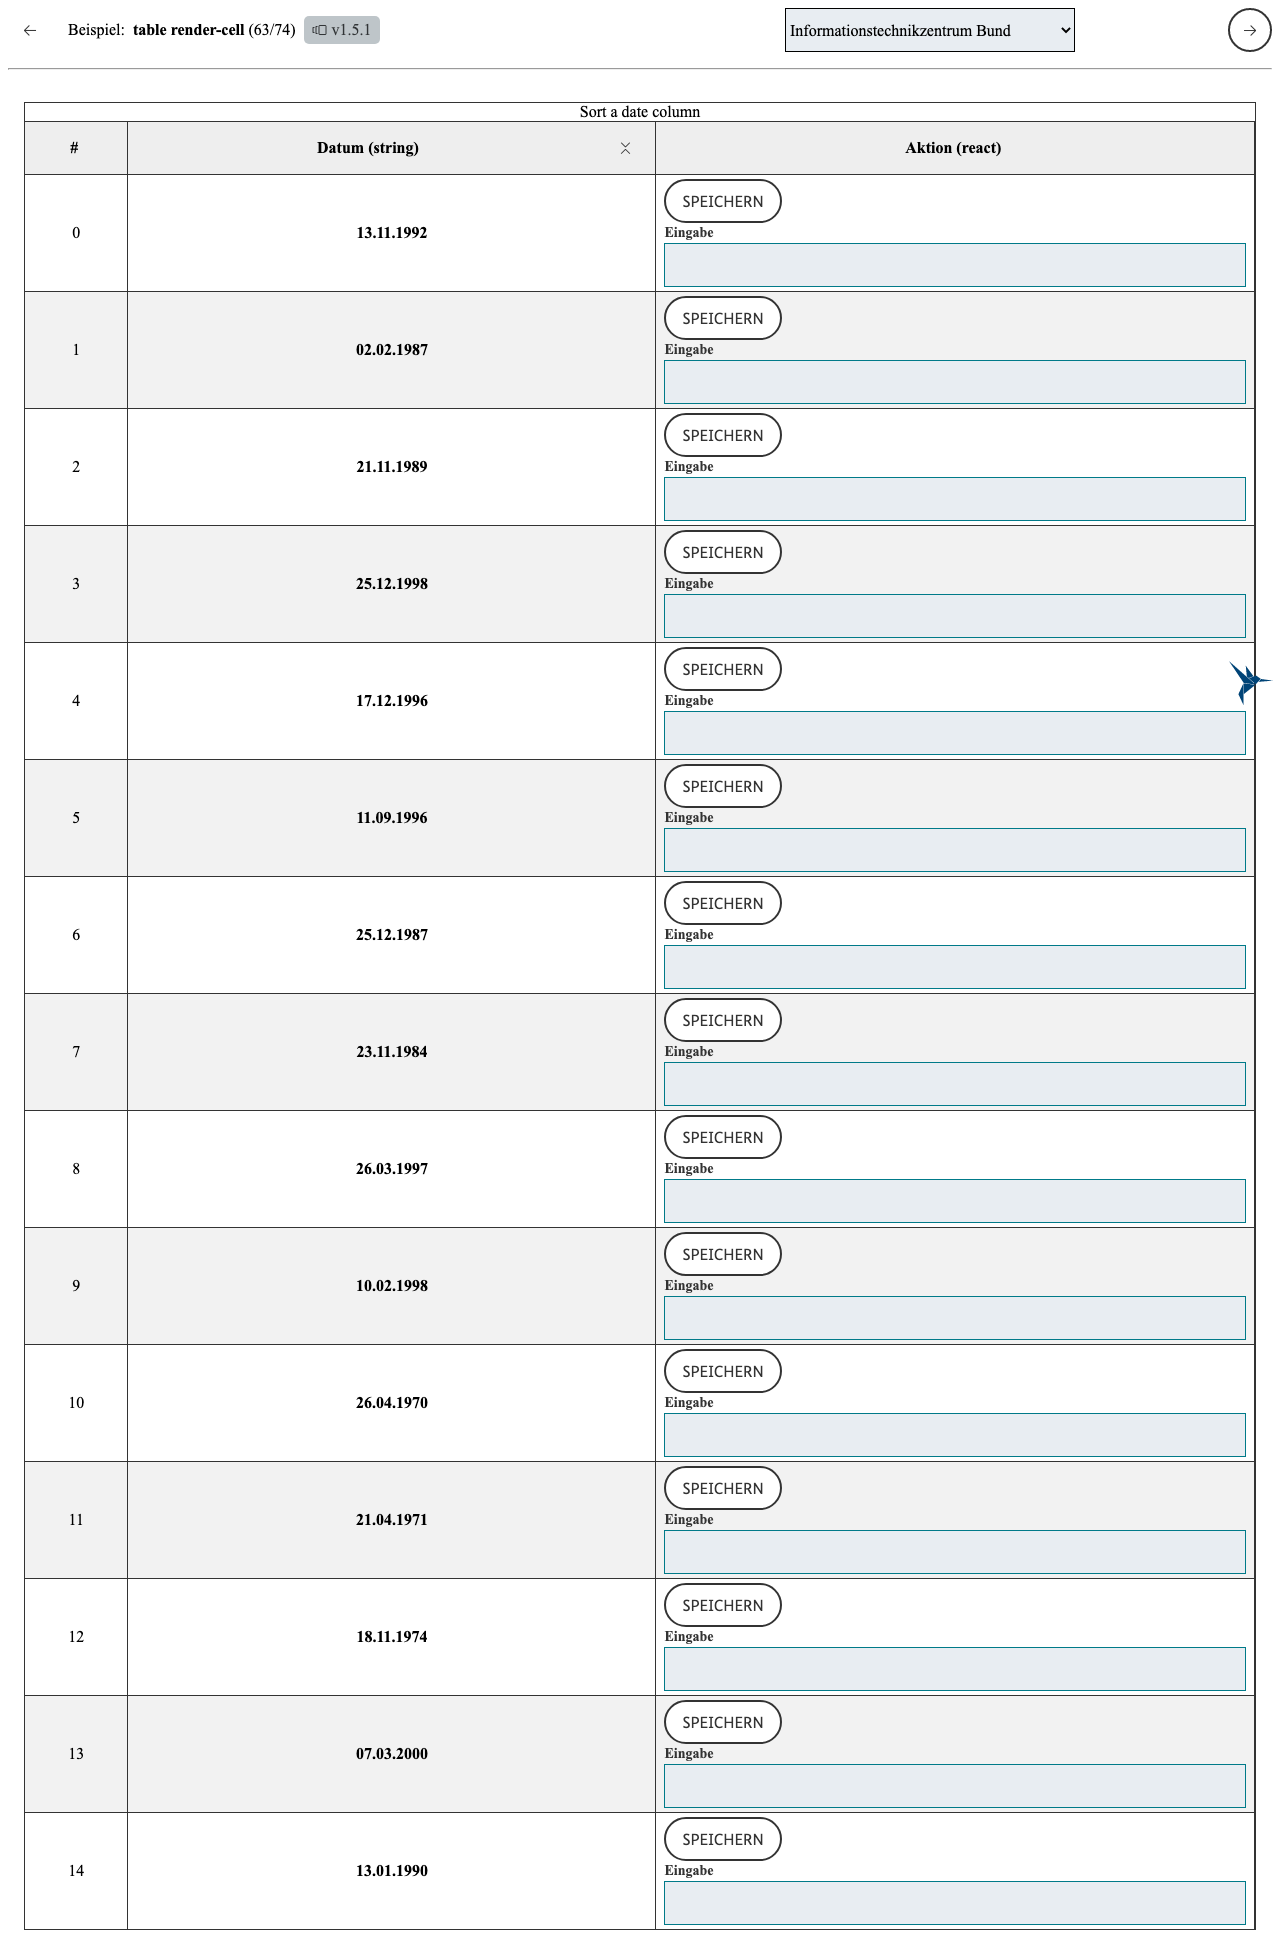 Beispiel: table render-cell (63/74) v1.5.1 Informationstechnikzentrum Bund
Sort a date column
# Datum (string) Aktion (react)
SPEICHERN
0 13.11.1992 Eingabe
SPEICHERN
1 02.02.1987 Eingabe
SPEICHERN
2 21.11.1989 Eingabe
SPEICHERN
3 25.12.1998 Eingabe
SPEICHERN
4 17.12.1996 Eingabe
SPEICHERN
5 11.09.1996 Eingabe
SPEICHERN
6 25.12.1987 Eingabe
SPEICHERN
7 23.11.1984 Eingabe
SPEICHERN
8 26.03.1997 Eingabe
SPEICHERN
9 10.02.1998 Eingabe
SPEICHERN
10 26.04.1970 Eingabe
SPEICHERN
11 21.04.1971 Eingabe
SPEICHERN
12 18.11.1974 Eingabe
SPEICHERN
13 07.03.2000 Eingabe
SPEICHERN
14 13.01.1990 Eingabe